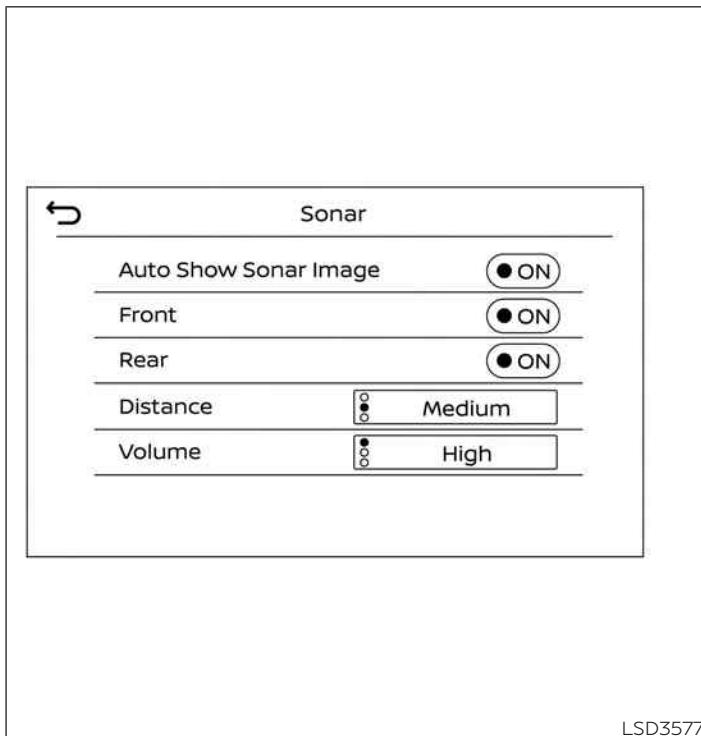 Sonar
Auto Show Sonar Image ON
Front ON
Rear ON
Distance Medium
Volume High
LSD3577